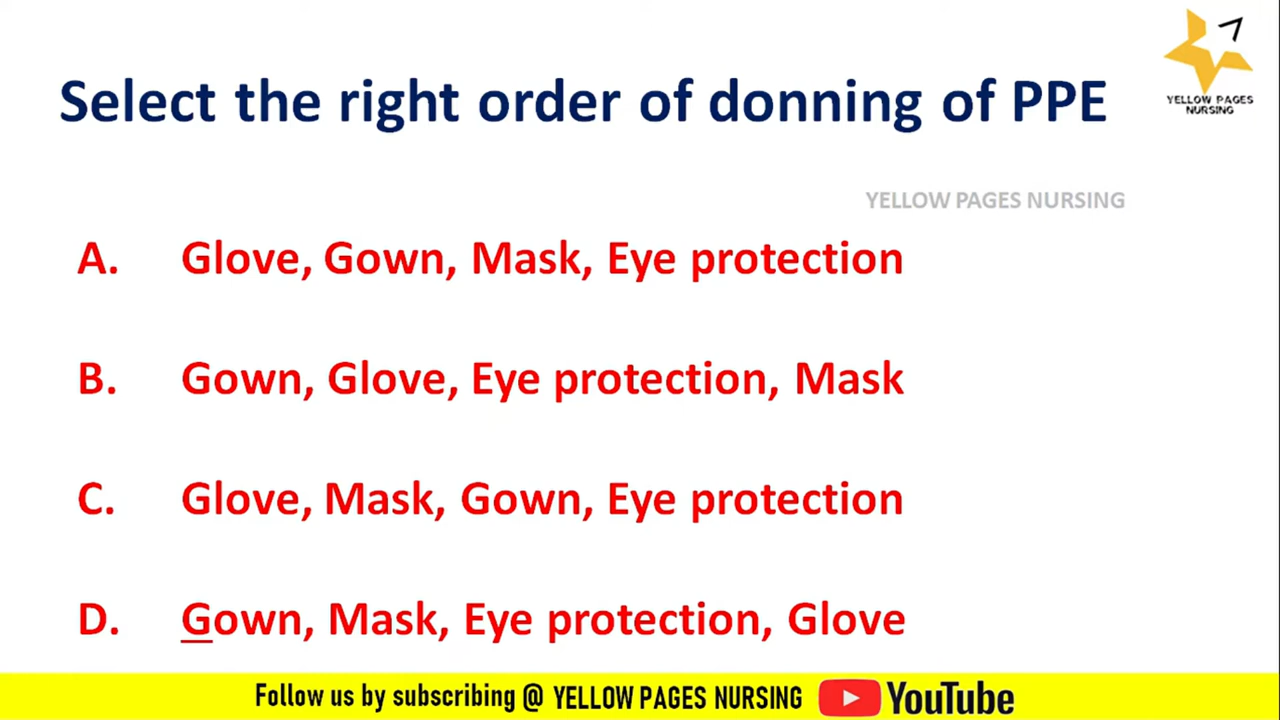 YELLOW PAGES
NURSING
Select the right order of donning of PPE
YELLOW PAGES NURSING
A. Glove, Gown, Mask, Eye protection
B. Gown, Glove, Eye protection, Mask
C. Glove, Mask, Gown, Eye protection
D. Gown, Mask, Eye protection, Glove
Follow us by subscribing @ YELLOW PAGES NURSING YouTube